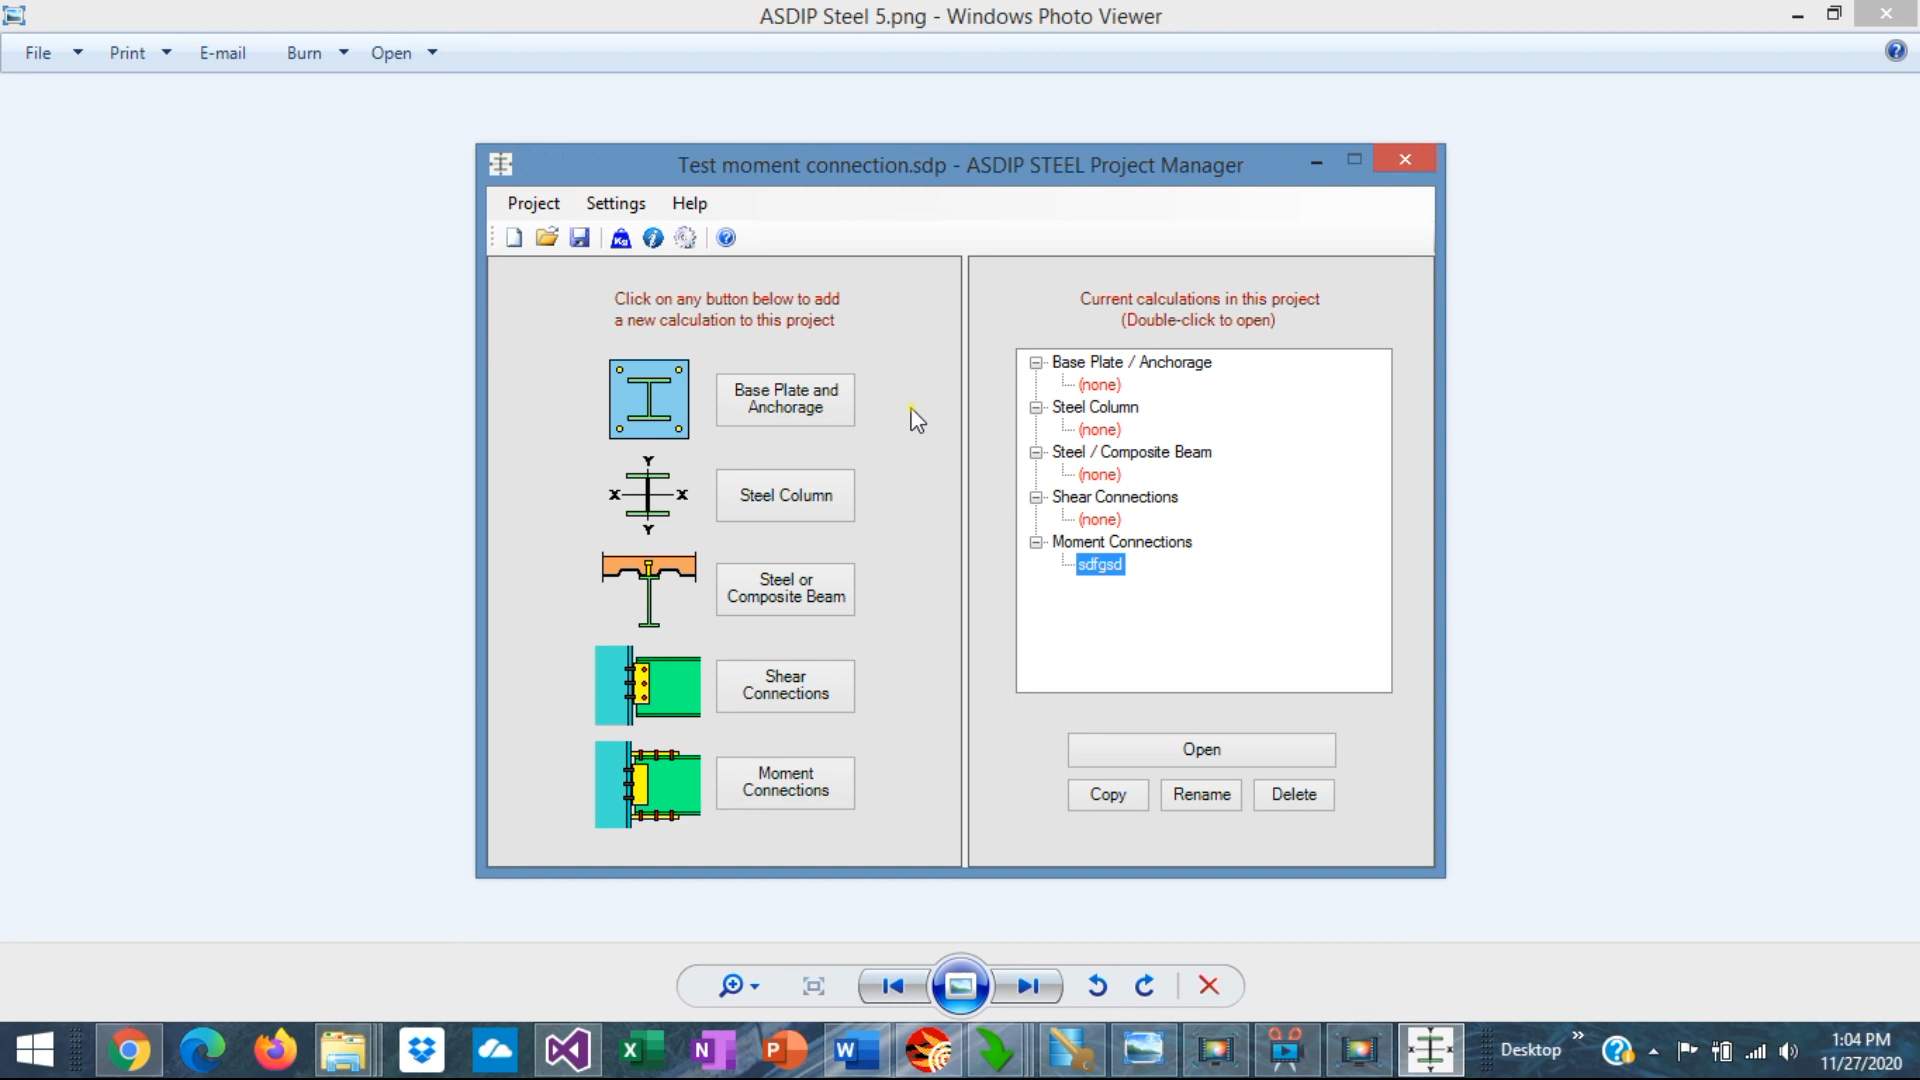 ASDIP Steel 5.png - Windows Photo Viewer
File Print E-mail Burn Open
Test moment connection.sdp - ASDIP STEEL Project Manager
Project Settings Help
Kg
Click on any button below to add
a new calculation to this project
Base Plate and
Anchorage
Y
X X
Y
Steel Column
Steel or
Composite Beam
Shear
Connections
Moment
Connections
Current calculations in this project
(Double-click to open)
Base Plate / Anchorage
(none)
Steel Column
(none)
Steel / Composite Beam
(none)
Shear Connections
(none)
Moment Connections
sdfgsd
Open
Copy Rename Delete
Desktop
1:04 PM
11/27/2020